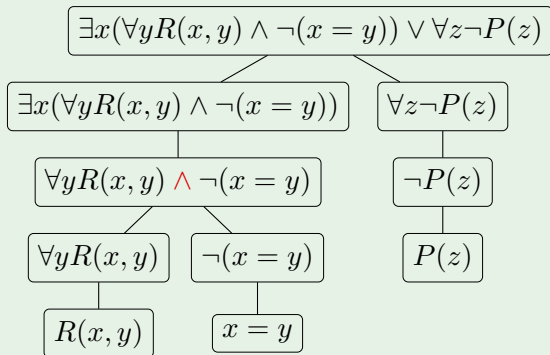 ∃x(∀yR(x, y) ∧ ¬(x = y)) ∨ ∀z¬P(z)
∃x(∀yR(x, y) ∧ ¬(x = y))
∀z¬P(z)
∀yR(x, y) ∧ ¬(x = y)
¬P(z)
∀yR(x, y)
¬(x = y)
P(z)
R(x, y)
x = y